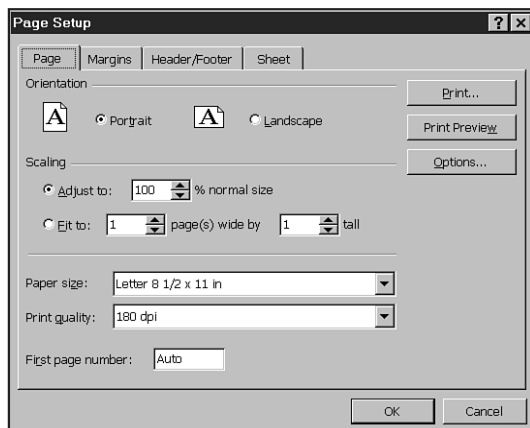 Page Setup
Page Margins Header/Footer Sheet
Orientation
A Portrait A Landscape
Print...
Print Preview
Options...
Scaling
Adjust to: 100 % normal size
Fit to: 1 page(s) wide by 1 tall
Paper size: Letter 8 1/2 x 11 in
Print quality: 180 dpi
First page number: Auto
OK Cancel